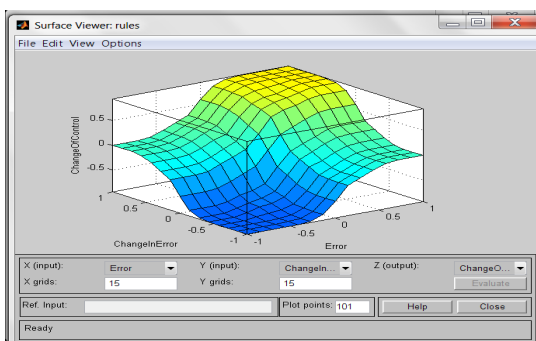 Surface Viewer: rules
File Edit View Options
ChangeOfControl
0.5
0
-0.5
1
0.5
0
-0.5
-1
ChangeInError
-1
-0.5
0
0.5
1
Error
X (input): Error Y (input): ChangeIn... Z (output): ChangeO...
X grids: 15 Y grids: 15 Evaluate
Ref. Input: Plot points: 101 Help Close
Ready